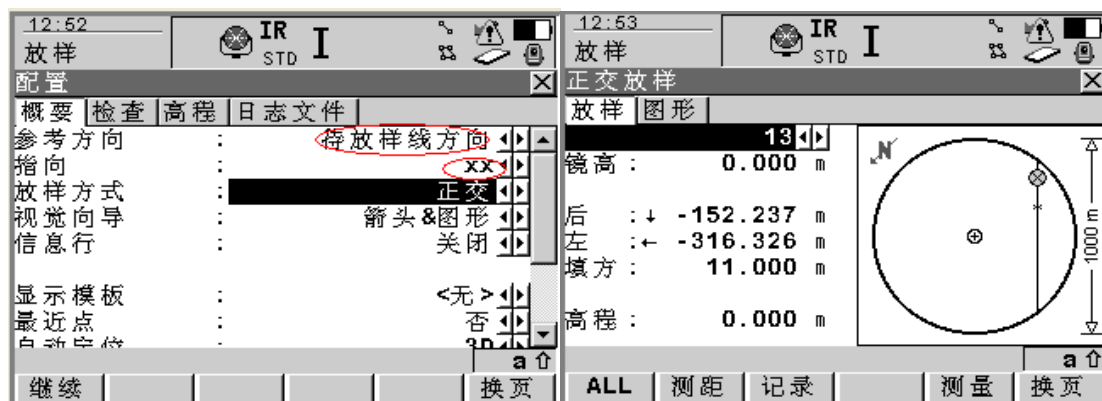 12:52
放样
IR
STD
I
配置
概要 检查 高程 日志文件
参考方向 : 待放样线方向
指向 : xx
放样方式 : 正交
视觉向导 : 箭头&图形
信息行 : 关闭
显示模板 : <无>
最近点 : 否
自动定位 3D
a
继续 换页
12:53
放样
IR
STD
I
正交放样
放样 图形
13
镜高 : 0.000 m
后 :↓ -152.237 m
左 :← -316.326 m
填方 : 11.000 m
高程 : 0.000 m
N
1000 m
a
ALL 测距 记录 测量 换页